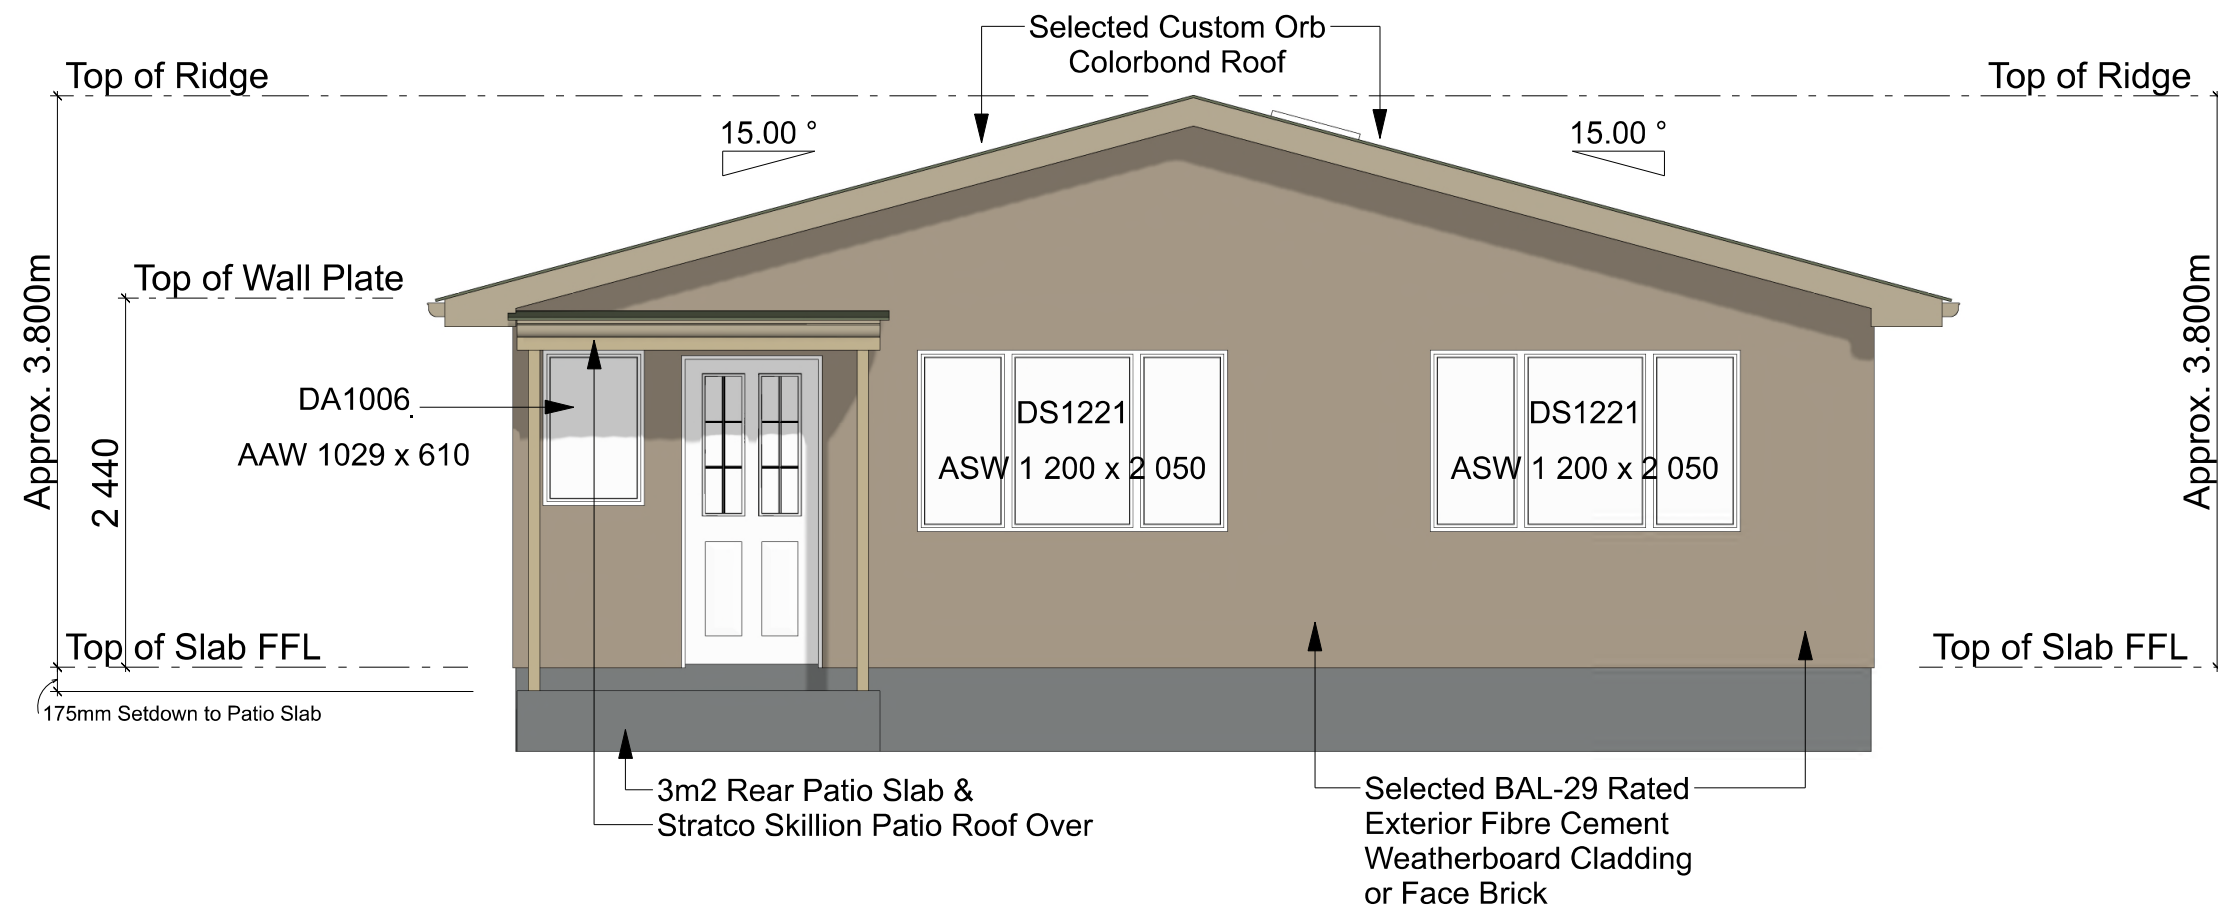 Selected Custom Orb
Colorbond Roof
Top of Ridge
Top of Ridge
15.00 °
15.00 °
Top of Wall Plate
Approx. 3.800m
2 440
Approx. 3.800m
DA1006
AAW 1029 x 610
DS1221
ASW 1 200 x 2 050
DS1221
ASW 1 200 x 2 050
Top of Slab FFL
Top of Slab FFL
175mm Setdown to Patio Slab
3m2 Rear Patio Slab &
Stratco Skillion Patio Roof Over
Selected BAL-29 Rated
Exterior Fibre Cement
Weatherboard Cladding
or Face Brick